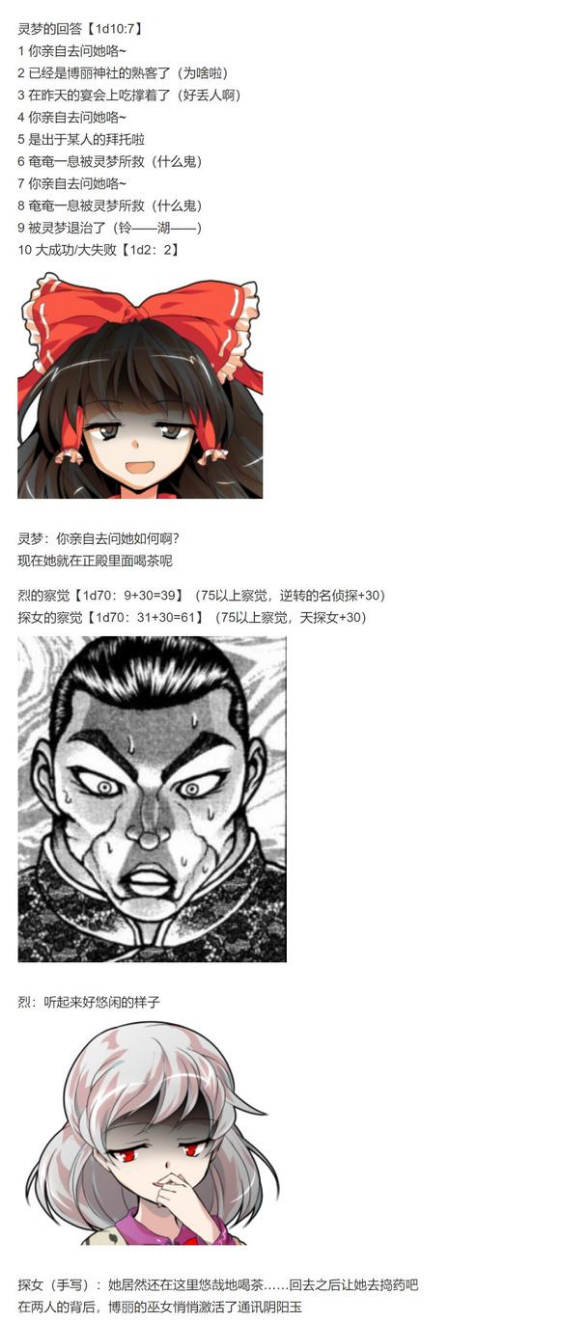 灵梦的回答【1d10:7】
1 你亲自去问她咯~
2 已经是博丽神社的熟客了（为啥啦）
3 在昨天的宴会上吃撑着了（好丢人啊）
4 你亲自去问她咯~
5 是出于某人的拜托啦
6 奄奄一息被灵梦所救（什么鬼）
7 你亲自去问她咯~
8 奄奄一息被灵梦所救（什么鬼）
9 被灵梦退治了（铃——湖——）
10 大成功/大失败【1d2：2】
灵梦：你亲自去问她如何啊？
现在她就在正殿里面喝茶呢
烈的察觉【1d70：9+30=39】（75以上察觉，逆转的名侦探+30）
探女的察觉【1d70：31+30=61】（75以上察觉，天探女+30）
烈：听起来好悠闲的样子
探女（手写）：她居然还在这里悠哉地喝茶……回去之后让她去捣药吧
在两人的背后，博丽的巫女悄悄激活了通讯阴阳玉